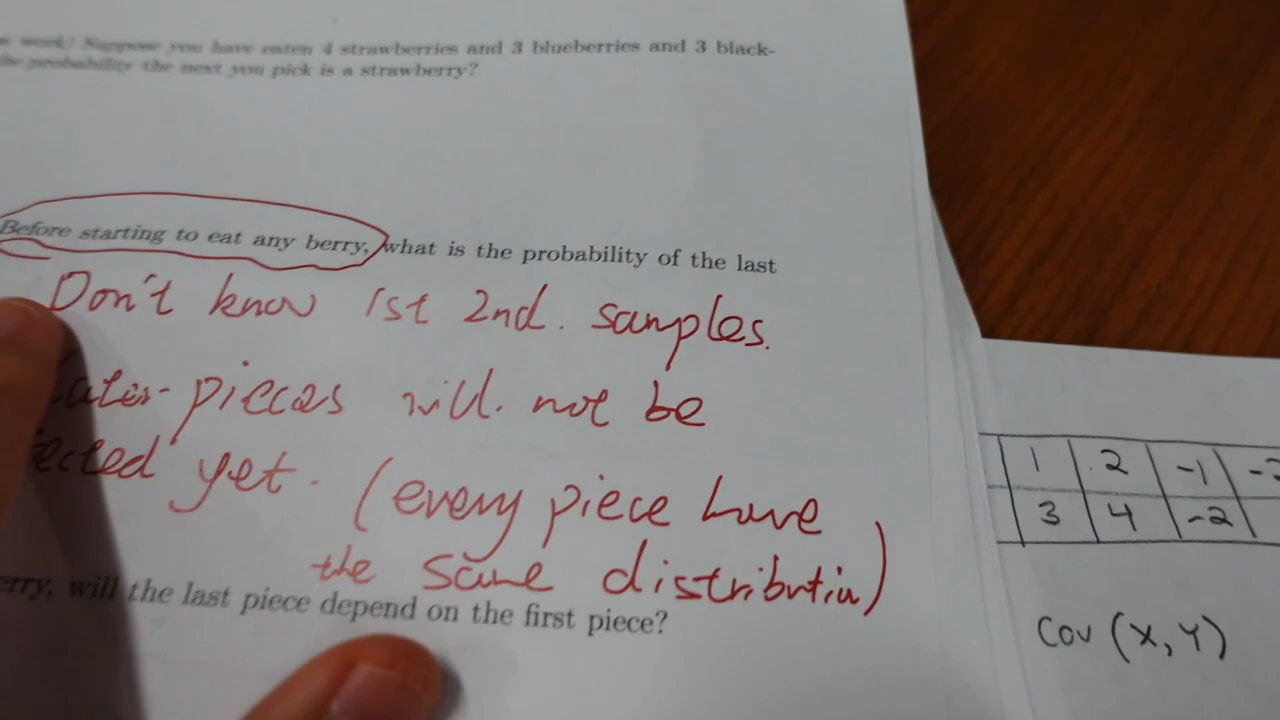 work! Suppose you have eaten 4 strawberries and 3 blueberries and 3 black-
the probability the next you pick is a strawberry?
Before starting to eat any berry, what is the probability of the last
Don't know 1st 2nd. samples.
pieces will. not be
yet. (every piece have
the same distribution)
will the last piece depend on the first piece?
1 2 -1
3 4 -2
Cov (X, Y)